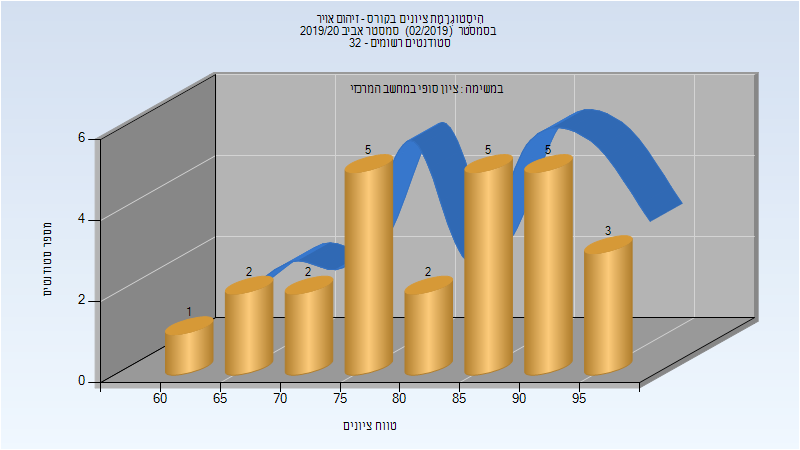 היסטוגרמת ציונים בקורס - זיהום אויר
בסמסטר (02/2019) סמסטר אביב 2019/20
סטודנטים רשומים - 32
במשימה : ציון סופי במחשב המרכזי
מספר סטודנטים
6
4
2
0
1
2
2
5
2
5
5
3
60 65 70 75 80 85 90 95
טווח ציונים